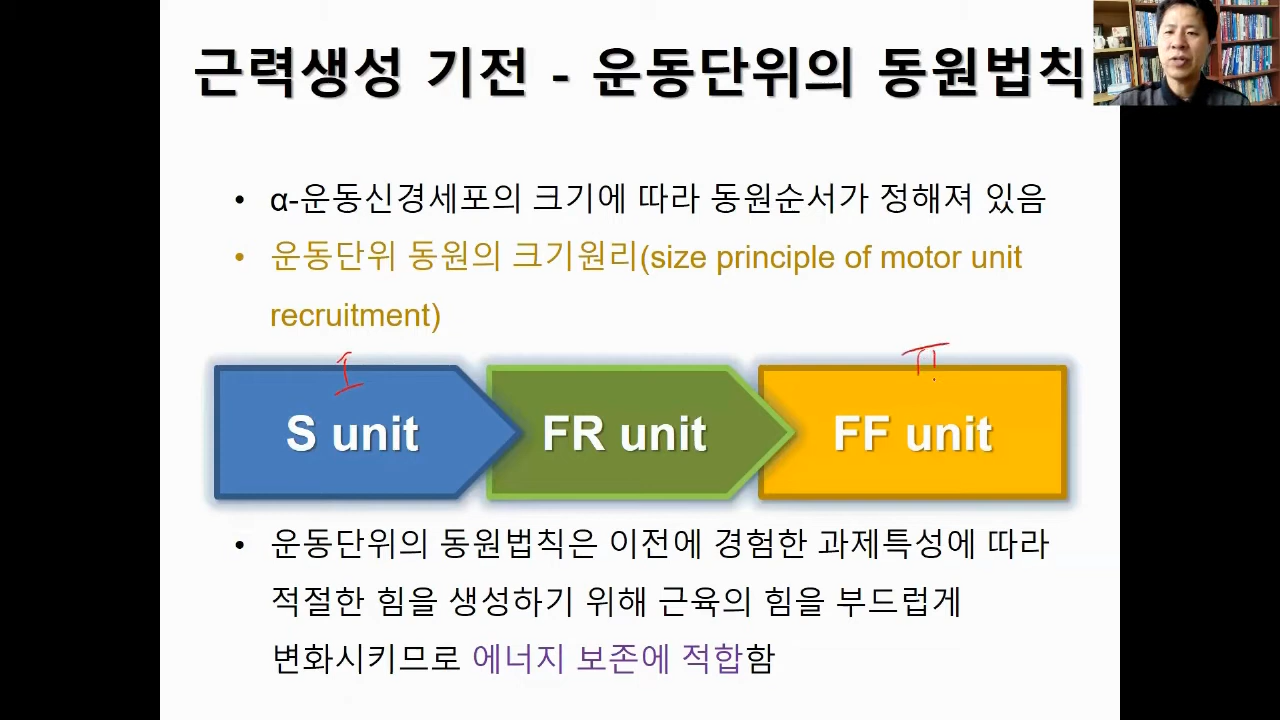 근력생성 기전 - 운동단위의 동원법칙
• α-운동신경세포의 크기에 따라 동원순서가 정해져 있음
• 운동단위 동원의 크기원리(size principle of motor unit
recruitment)
I
II
S unit
FR unit
FF unit
• 운동단위의 동원법칙은 이전에 경험한 과제특성에 따라
적절한 힘을 생성하기 위해 근육의 힘을 부드럽게
변화시키므로 에너지 보존에 적합함